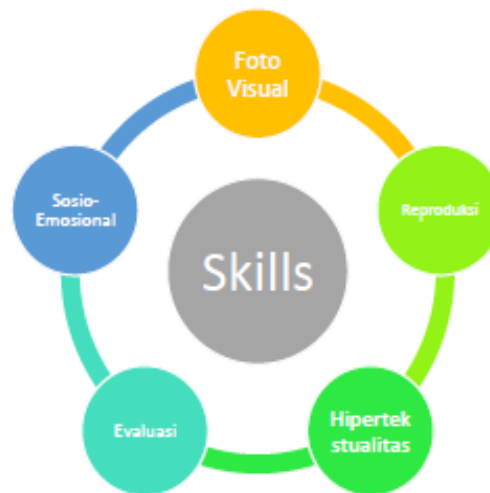 Foto
Visual
Reproduksi
Hipertek
stualitas
Evaluasi
Sosio-
Emosional
Skills